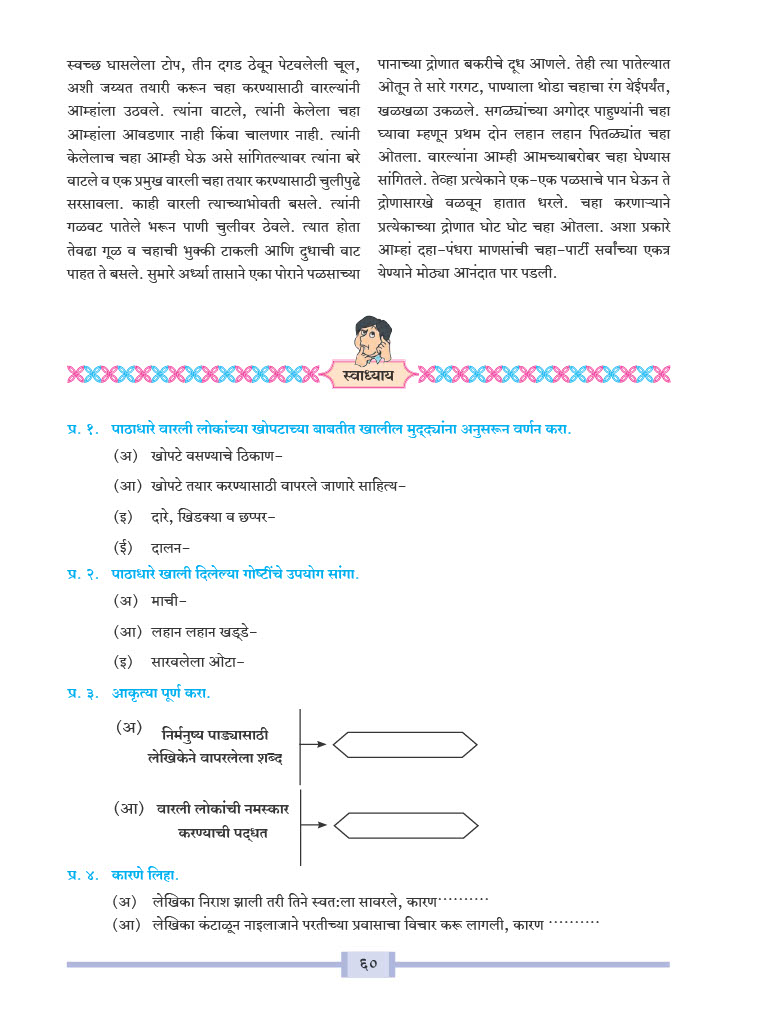 स्वच्छ घासलेला टोप, तीन दगड ठेवून पेटवलेली चूल,
अशी जय्यत तयारी करून चहा करण्यासाठी वारल्यांनी
आम्हांला उठवले. त्यांना वाटले, त्यांनी केलेला चहा
आम्हांला आवडणार नाही किंवा चालणार नाही. त्यांनी
केलेलाच चहा आम्ही घेऊ असे सांगितल्यावर त्यांना बरे
वाटले व एक प्रमुख वारली चहा तयार करण्यासाठी चुलीपुढे
सरसावला. काही वारली त्याच्याभोवती बसले. त्यांनी
गळवट पातेले भरून पाणी चुलीवर ठेवले. त्यात होता
तेवढा गूळ व चहाची भुक्की टाकली आणि दुधाची वाट
पाहत ते बसले. सुमारे अर्ध्या तासाने एका पोराने पळसाच्या
पानाच्या द्रोणात बकरीचे दूध आणले. तेही त्या पातेल्यात
ओतून ते सारे गरगट, पाण्याला थोडा चहाचा रंग येईपर्यंत,
खळखळा उकळले. सगळ्यांच्या अगोदर पाहुण्यांनी चहा
घ्यावा म्हणून प्रथम दोन लहान लहान पितळ्यांत चहा
ओतला. वारल्यांना आम्ही आमच्याबरोबर चहा घेण्यास
सांगितले. तेव्हा प्रत्येकाने एक-एक पळसाचे पान घेऊन ते
द्रोणासारखे वळवून हातात धरले. चहा करणाऱ्याने
प्रत्येकाच्या द्रोणात घोट घोट चहा ओतला. अशा प्रकारे
आम्हां दहा-पंधरा माणसांची चहा-पार्टी सर्वांच्या एकत्र
येण्याने मोठ्या आनंदात पार पडली.
स्वाध्याय
प्र. १. पाठाधारे वारली लोकांच्या खोपटाच्या बाबतीत खालील मुद्द्यांना अनुसरून वर्णन करा.
(अ) खोपटे वसण्याचे ठिकाण-
(आ) खोपटे तयार करण्यासाठी वापरले जाणारे साहित्य-
(इ) दारे, खिडक्या व छप्पर-
(ई) दालन-
प्र. २. पाठाधारे खाली दिलेल्या गोष्टींचे उपयोग सांगा.
(अ) माची-
(आ) लहान लहान खड्डे-
(इ) सारवलेला ओटा-
प्र. ३. आकृत्या पूर्ण करा.
(अ) निर्मनुष्य पाड्यासाठी
लेखिकेने वापरलेला शब्द
(आ) वारली लोकांची नमस्कार
करण्याची पद्धत
प्र. ४. कारणे लिहा.
(अ) लेखिका निराश झाली तरी तिने स्वत:ला सावरले, कारण··········
(आ) लेखिका कंटाळून नाइलाजाने परतीच्या प्रवासाचा विचार करू लागली, कारण ··········
६०